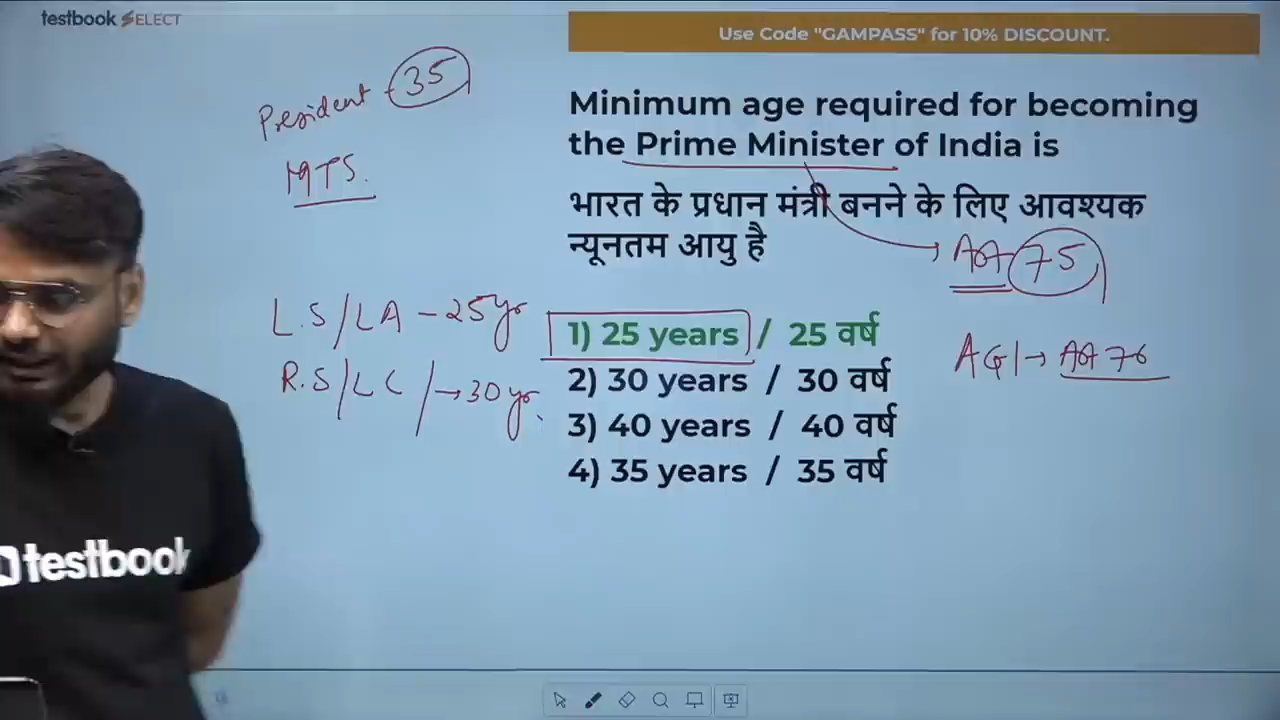 testbook SELECT
Use Code "GAMPASS" for 10% DISCOUNT.
President - 35
MTS.
Minimum age required for becoming
the Prime Minister of India is
भारत के प्रधान मंत्री बनने के लिए आवश्यक
न्यूनतम आयु है
AA 75
L.S/LA - 25yr
R.S/LC/→30yr.
1) 25 years / 25 वर्ष
2) 30 years / 30 वर्ष
3) 40 years / 40 वर्ष
4) 35 years / 35 वर्ष
AGI → AA 76
testbook